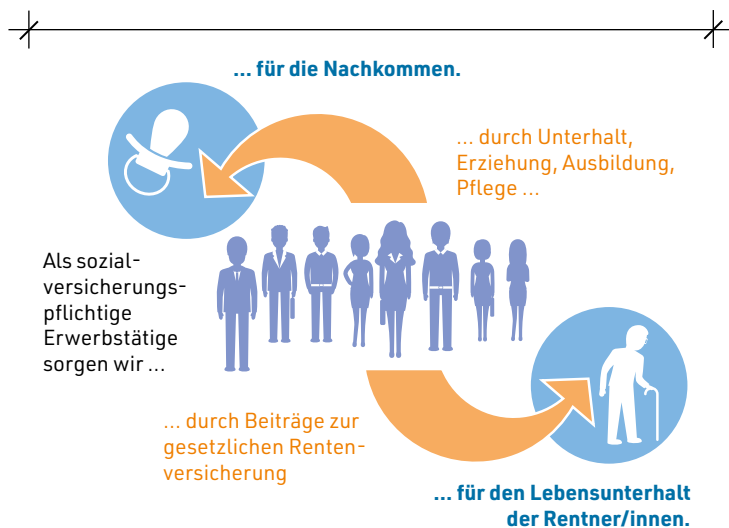 ... für die Nachkommen.
... durch Unterhalt,
Erziehung, Ausbildung,
Pflege ...
Als sozial-
versicherungs-
pflichtige
Erwerbstätige
sorgen wir ...
... durch Beiträge zur
gesetzlichen Renten-
versicherung
... für den Lebensunterhalt
der Rentner/innen.